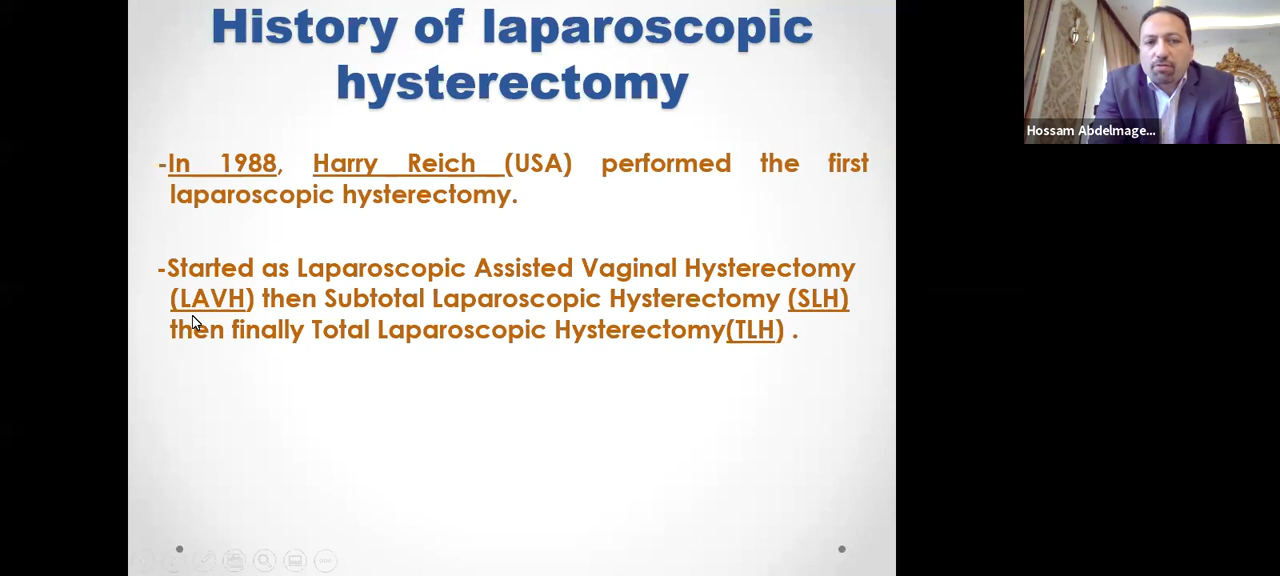 History of laparoscopic
hysterectomy
-In 1988, Harry Reich (USA) performed the first
laparoscopic hysterectomy.
-Started as Laparoscopic Assisted Vaginal Hysterectomy
(LAVH) then Subtotal Laparoscopic Hysterectomy (SLH)
then finally Total Laparoscopic Hysterectomy(TLH) .
Hossam Abdelmage...